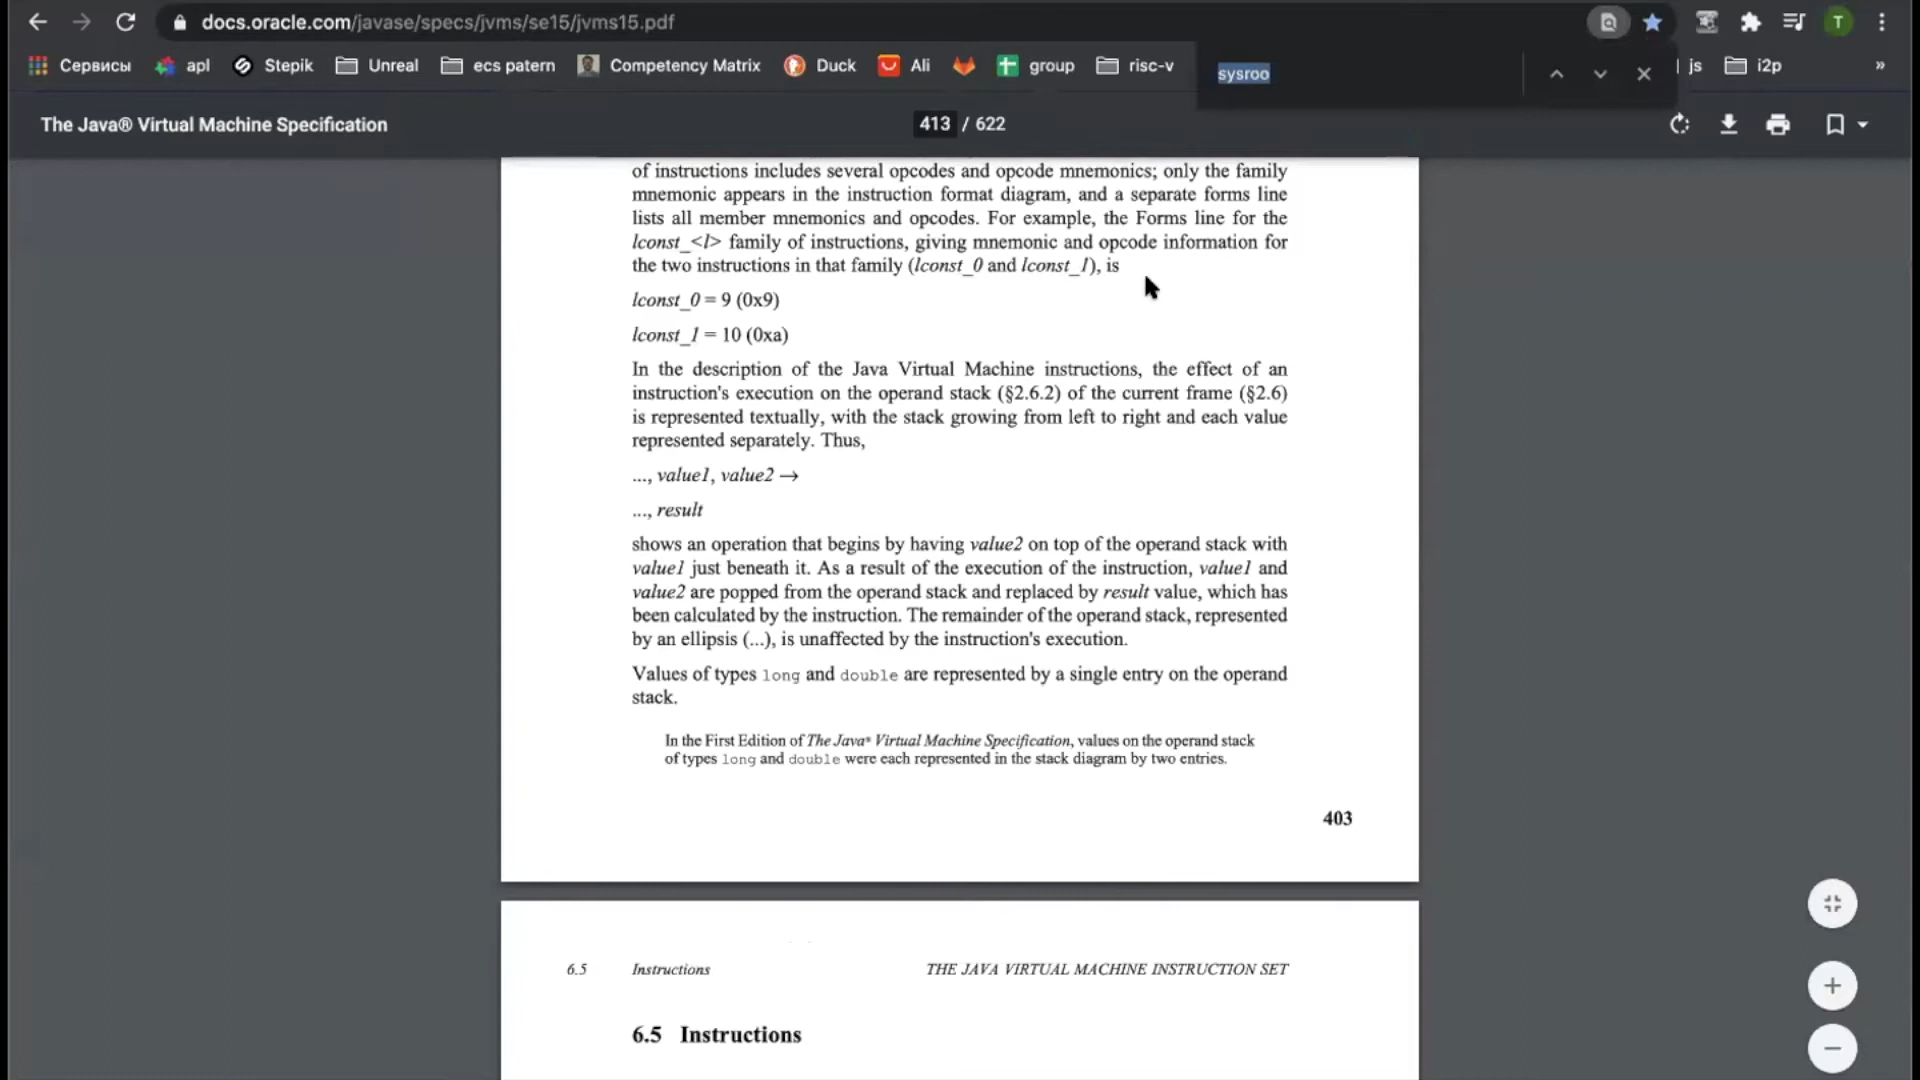 docs.oracle.com/javase/specs/jvms/se15/jvms15.pdf
T
Сервисы apl Stepik Unreal ecs patern Competency Matrix Duck Ali group risc-v sysroo js i2p »
The Java® Virtual Machine Specification 413 / 622
of instructions includes several opcodes and opcode mnemonics; only the family
mnemonic appears in the instruction format diagram, and a separate forms line
lists all member mnemonics and opcodes. For example, the Forms line for the
lconst_<l> family of instructions, giving mnemonic and opcode information for
the two instructions in that family (lconst_0 and lconst_1), is
lconst_0 = 9 (0x9)
lconst_1 = 10 (0xa)
In the description of the Java Virtual Machine instructions, the effect of an
instruction's execution on the operand stack (§2.6.2) of the current frame (§2.6)
is represented textually, with the stack growing from left to right and each value
represented separately. Thus,
..., value1, value2 →
..., result
shows an operation that begins by having value2 on top of the operand stack with
value1 just beneath it. As a result of the execution of the instruction, value1 and
value2 are popped from the operand stack and replaced by result value, which has
been calculated by the instruction. The remainder of the operand stack, represented
by an ellipsis (...), is unaffected by the instruction's execution.
Values of types long and double are represented by a single entry on the operand
stack.
In the First Edition of The Java® Virtual Machine Specification, values on the operand stack
of types long and double were each represented in the stack diagram by two entries.
403
6.5 Instructions THE JAVA VIRTUAL MACHINE INSTRUCTION SET
6.5 Instructions